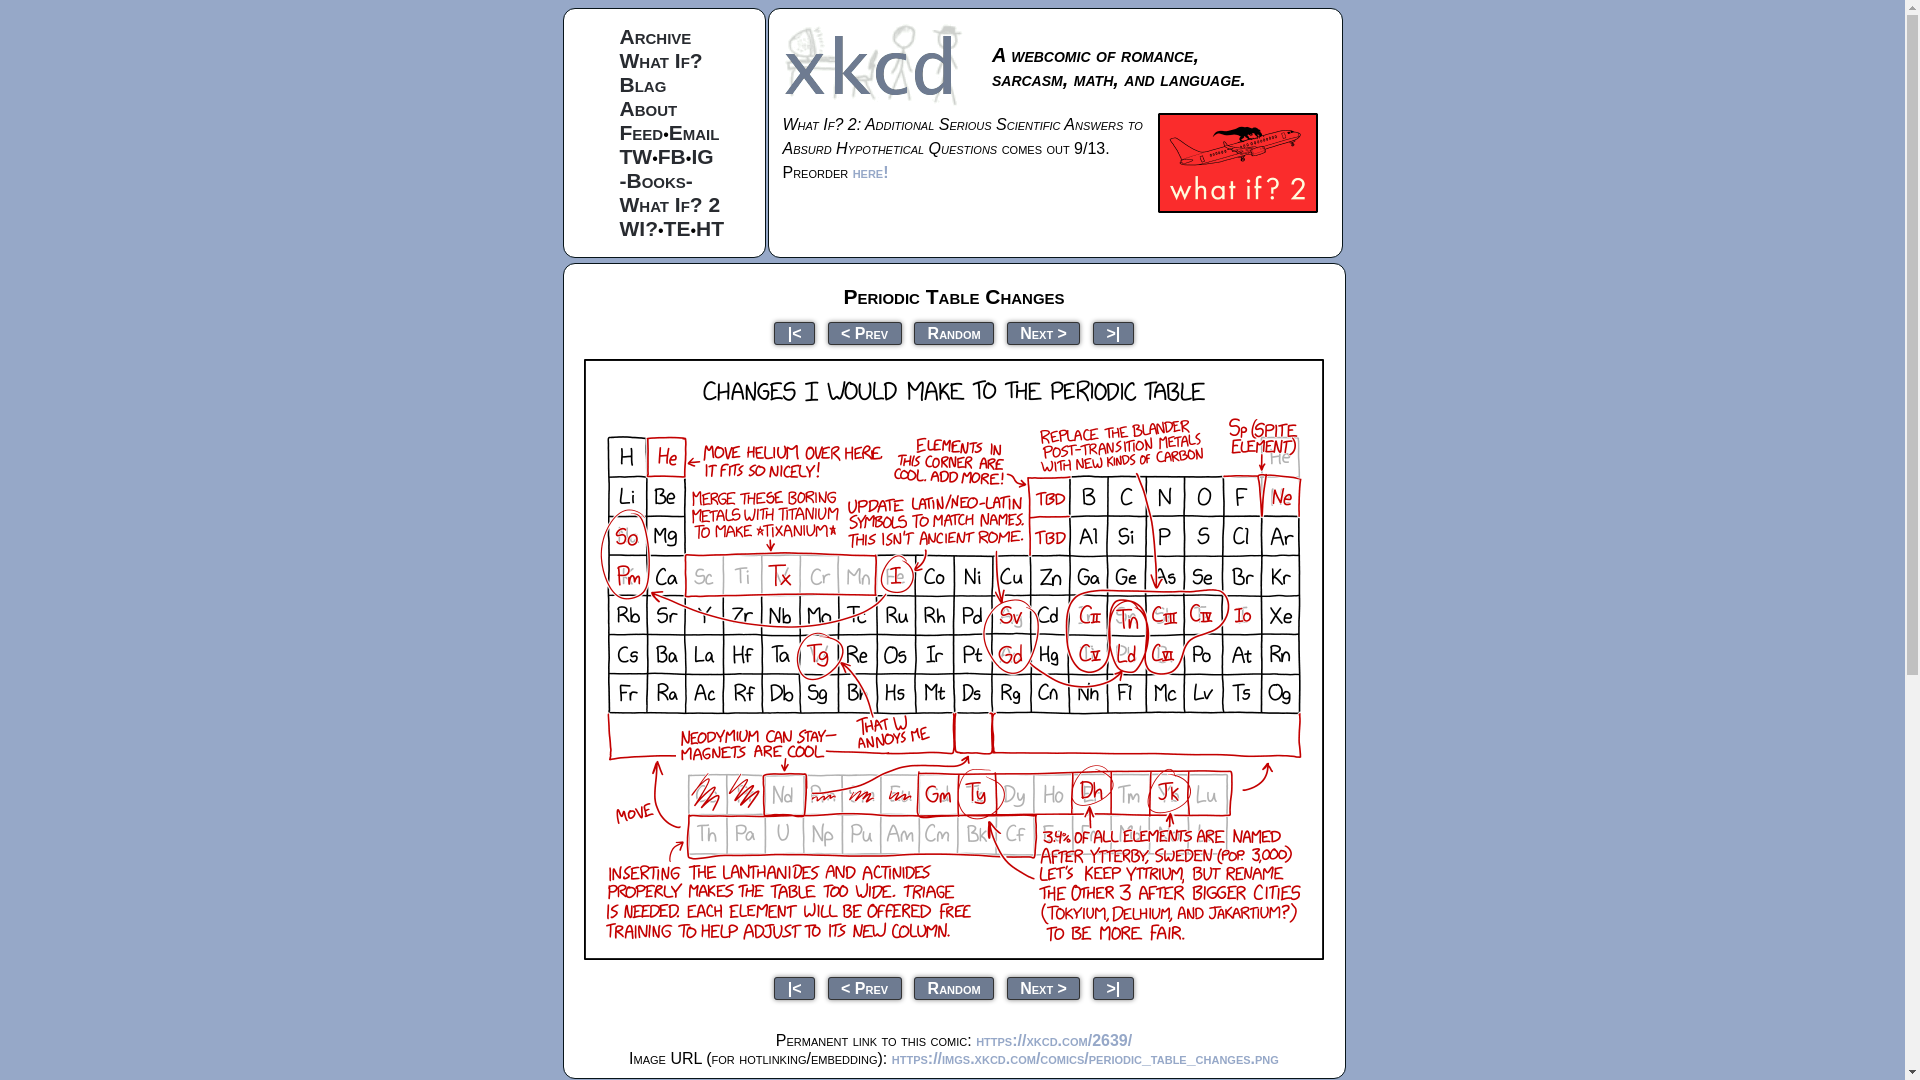 Archive
What If?
Blag
About
Feed•Email
TW•FB•IG
-Books-
What If? 2
WI?•TE•HT
xkcd
A webcomic of romance,
sarcasm, math, and language.
What If? 2: Additional Serious Scientific Answers to
Absurd Hypothetical Questions comes out 9/13.
Preorder here!
what if? 2
Periodic Table Changes
|< < Prev Random Next > >|
CHANGES I WOULD MAKE TO THE PERIODIC TABLE
MOVE HELIUM OVER HERE.
IT FITS SO NICELY!
ELEMENTS IN
THIS CORNER ARE
COOL. ADD MORE!
REPLACE THE BLANDER
POST-TRANSITION METALS
WITH NEW KINDS OF CARBON
Sp (SPITE
ELEMENT)
MERGE THESE BORING
METALS WITH TITANIUM
TO MAKE *TIXANIUM*
UPDATE LATIN/NEO-LATIN
SYMBOLS TO MATCH NAMES.
THIS ISN'T ANCIENT ROME.
H He He
Li Be TBD B C N O F Ne
So Mg TBD Al Si P S Cl Ar
Pm Ca Sc Ti Tx Cr Mn I Co Ni Cu Zn Ga Ge As Se Br Kr
Rb Sr Y Zr Nb Mo Tc Ru Rh Pd Sv Cd CII Tn CIII CIV Io Xe
Cs Ba La Hf Ta Tg Re Os Ir Pt Gd Hg CV Ld CVI Po At Rn
Fr Ra Ac Rf Db Sg Bh Hs Mt Ds Rg Cn Nh Fl Mc Lv Ts Og
NEODYMIUM CAN STAY—
MAGNETS ARE COOL
THAT W
ANNOYS ME
Nd Gm Ty Dy Ho Dh Tm Jk Lu
MOVE
Th Pa U Np Pu Am Cm Bk Cf
INSERTING THE LANTHANIDES AND ACTINIDES
PROPERLY MAKES THE TABLE TOO WIDE. TRIAGE
IS NEEDED. EACH ELEMENT WILL BE OFFERED FREE
TRAINING TO HELP ADJUST TO ITS NEW COLUMN.
3.4% OF ALL ELEMENTS ARE NAMED
AFTER YTTERBY, SWEDEN (POP. 3,000)
LET'S KEEP YTTRIUM, BUT RENAME
THE OTHER 3 AFTER BIGGER CITIES
(TOKYIUM, DELHIUM, AND JAKARTIUM?)
TO BE MORE FAIR.
|< < Prev Random Next > >|
Permanent link to this comic: https://xkcd.com/2639/
Image URL (for hotlinking/embedding): https://imgs.xkcd.com/comics/periodic_table_changes.png